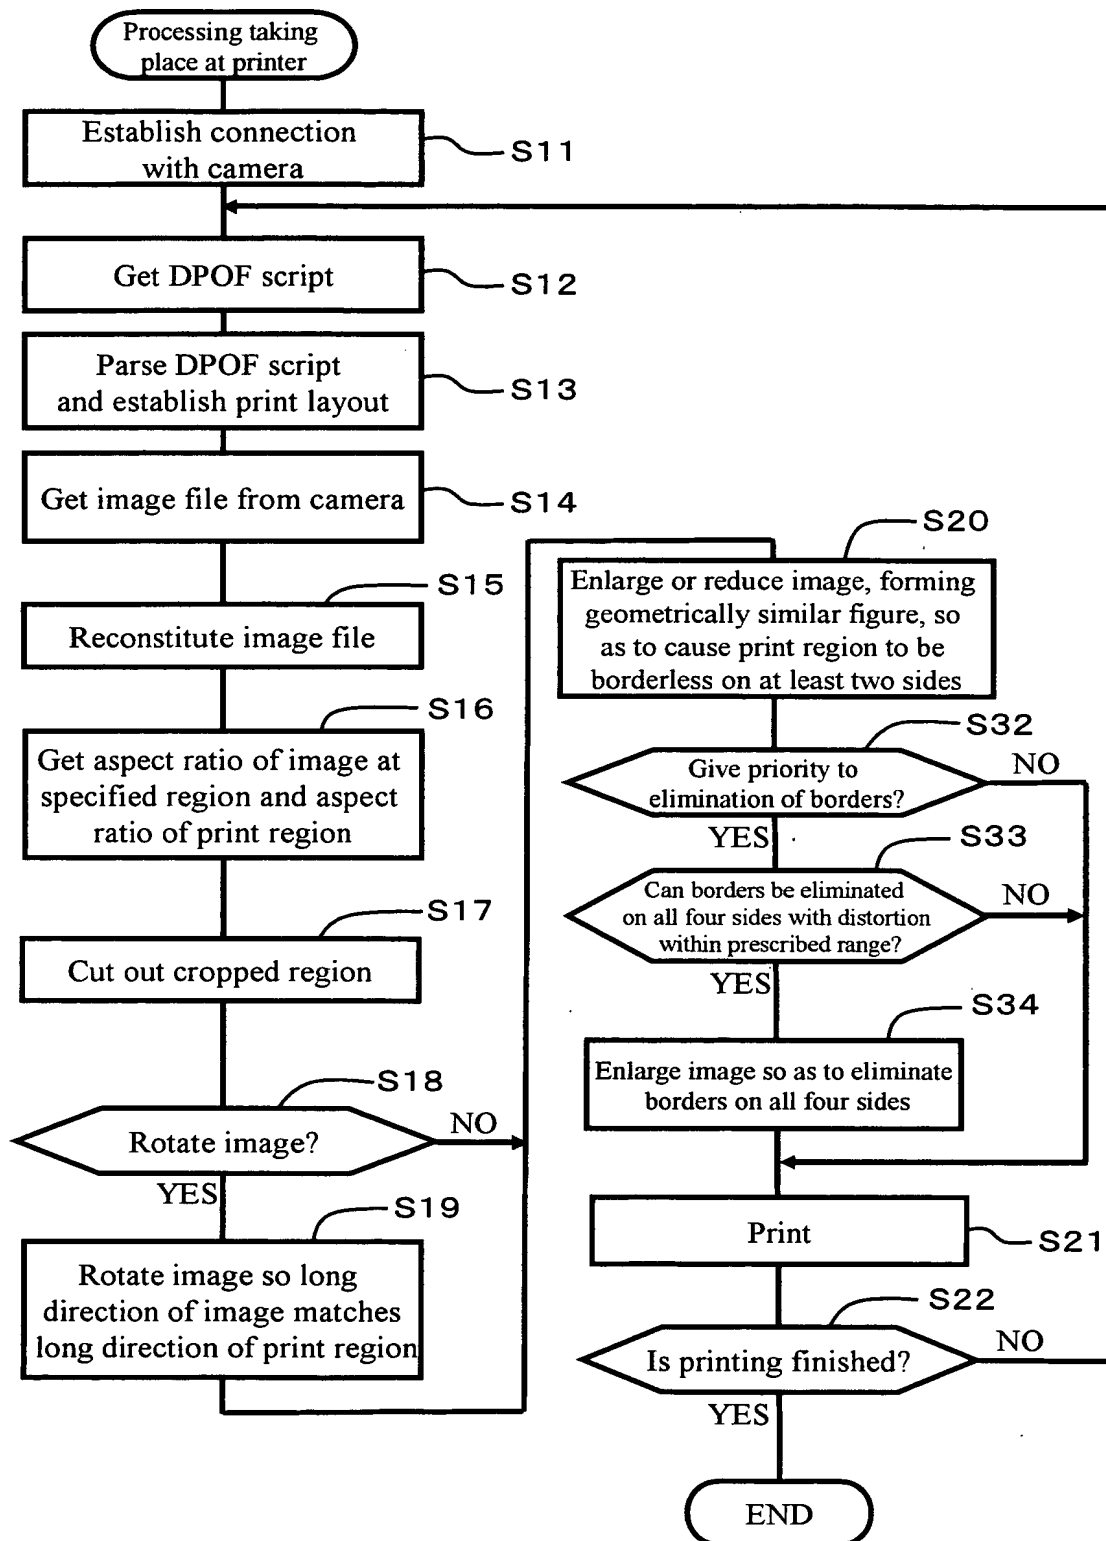 Processing taking
place at printer
Establish connection
with camera
S11
Get DPOF script
S12
Parse DPOF script
and establish print layout
S13
Get image file from camera
S14
S15
Reconstitute image file
S16
Get aspect ratio of image at
specified region and aspect
ratio of print region
S17
Cut out cropped region
S18
Rotate image?
NO
YES
S19
Rotate image so long
direction of image matches
long direction of print region
S20
Enlarge or reduce image, forming
geometrically similar figure, so
as to cause print region to be
borderless on at least two sides
S32
Give priority to
elimination of borders?
NO
YES
S33
Can borders be eliminated
on all four sides with distortion
within prescribed range?
NO
YES
S34
Enlarge image so as to eliminate
borders on all four sides
Print
S21
S22
Is printing finished?
NO
YES
END